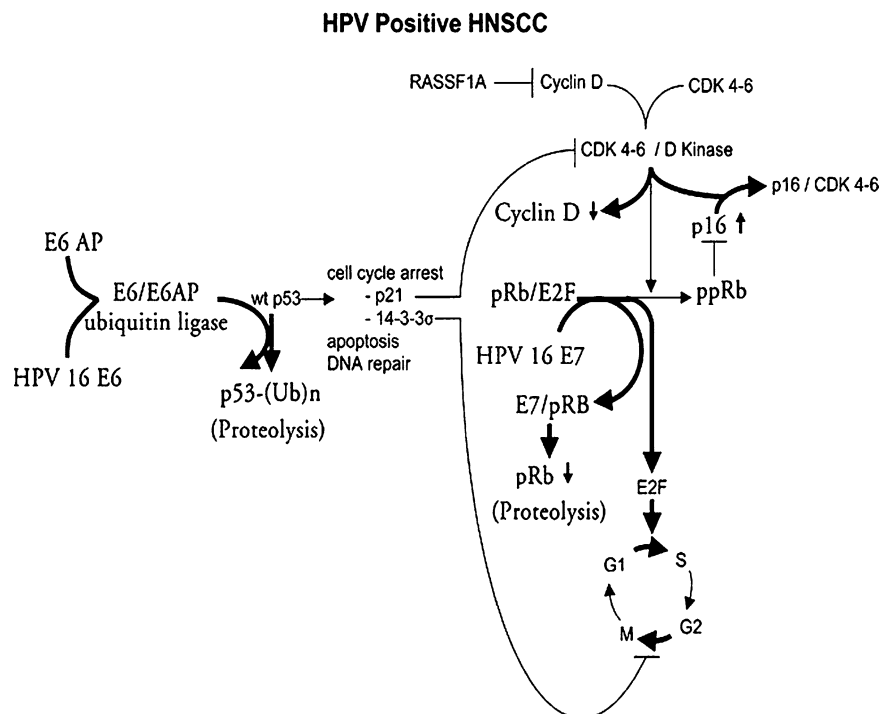 HPV Positive HNSCC
RASSF1A
Cyclin D
CDK 4-6
CDK 4-6 / D Kinase
p16 / CDK 4-6
Cyclin D ↓
p16 ↑
E6 AP
E6/E6AP
ubiquitin ligase
HPV 16 E6
wt p53
p53-(Ub)n
(Proteolysis)
cell cycle arrest
- p21
- 14-3-3σ
apoptosis
DNA repair
pRb/E2F
ppRb
HPV 16 E7
E7/pRB
pRb ↓
(Proteolysis)
E2F
G1
S
M
G2